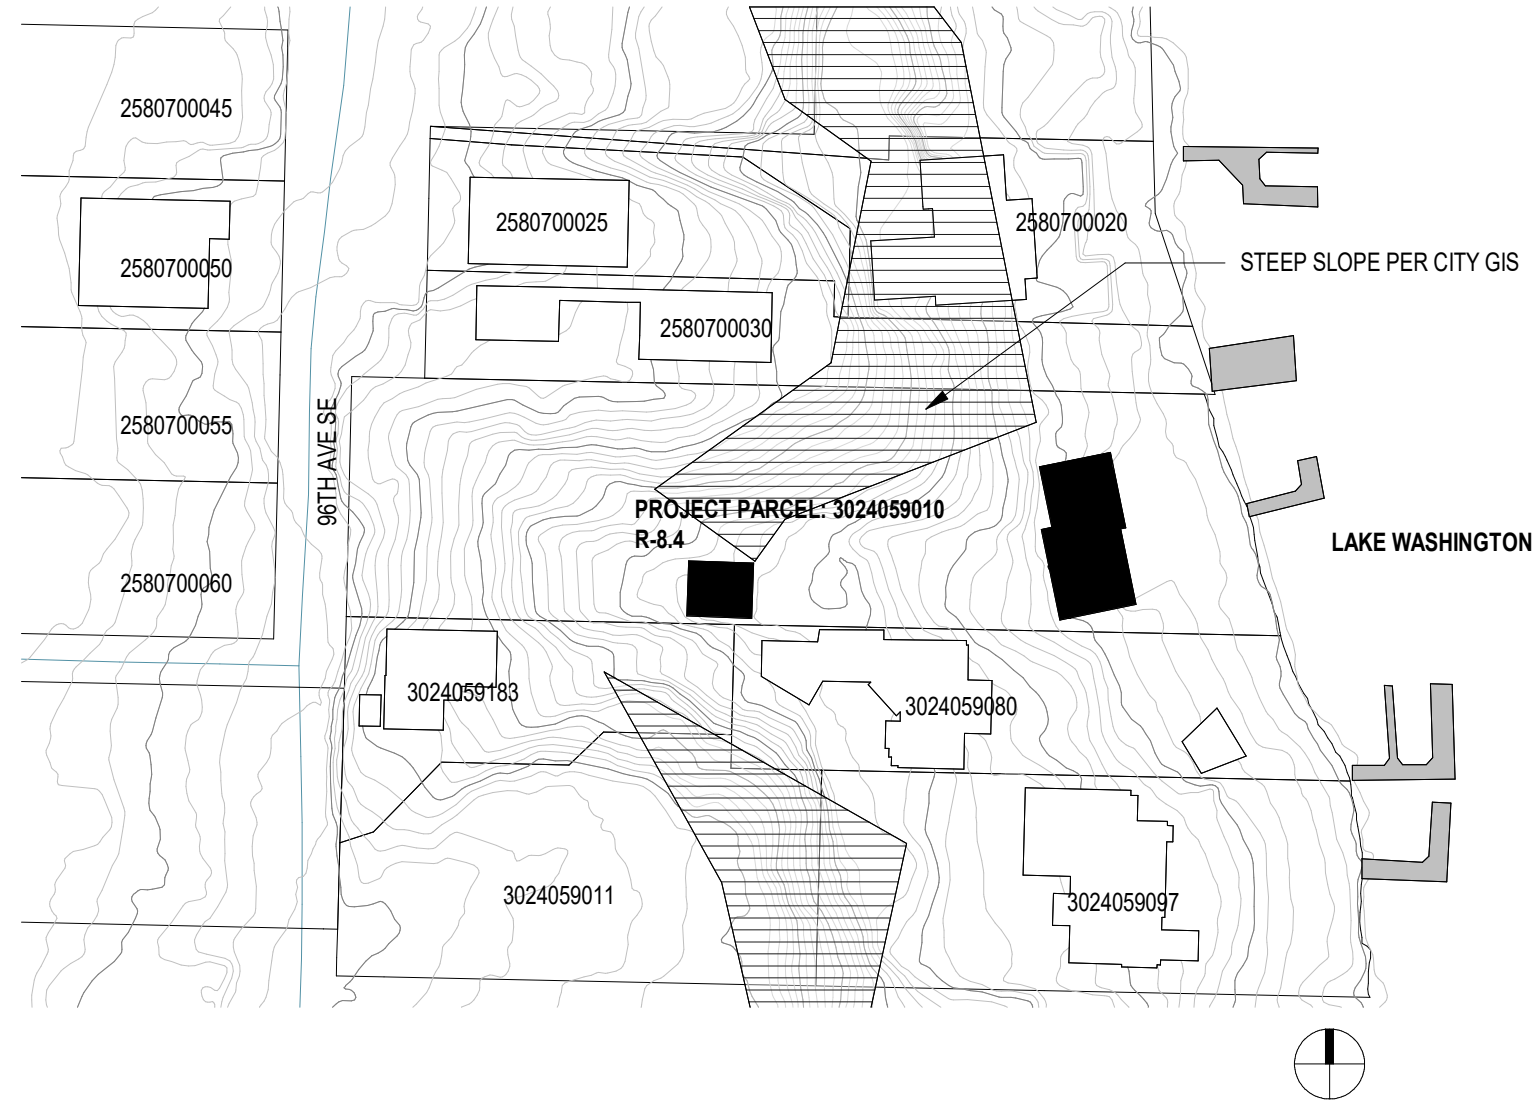 2580700045
2580700025
2580700020
2580700050
STEEP SLOPE PER CITY GIS
2580700030
2580700055
96TH AVE SE
PROJECT PARCEL: 3024059010
R-8.4
LAKE WASHINGTON
2580700060
3024059183
3024059080
3024059011
3024059097